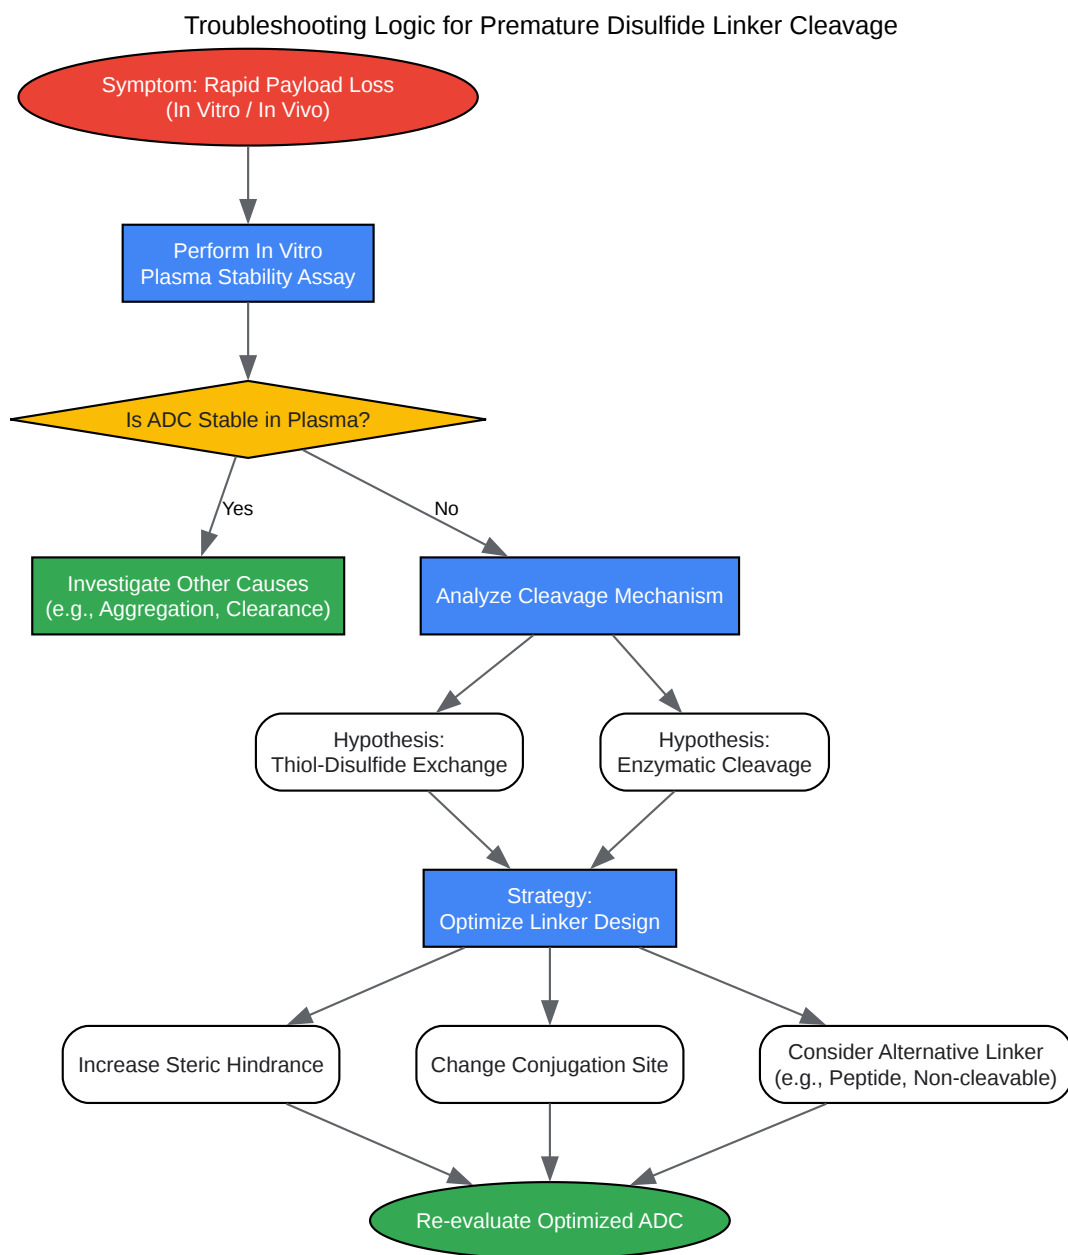 Troubleshooting Logic for Premature Disulfide Linker Cleavage
Symptom: Rapid Payload Loss
(In Vitro / In Vivo)
Perform In Vitro
Plasma Stability Assay
Is ADC Stable in Plasma?
Yes
No
Investigate Other Causes
(e.g., Aggregation, Clearance)
Analyze Cleavage Mechanism
Hypothesis:
Thiol-Disulfide Exchange
Hypothesis:
Enzymatic Cleavage
Strategy:
Optimize Linker Design
Increase Steric Hindrance
Change Conjugation Site
Consider Alternative Linker
(e.g., Peptide, Non-cleavable)
Re-evaluate Optimized ADC